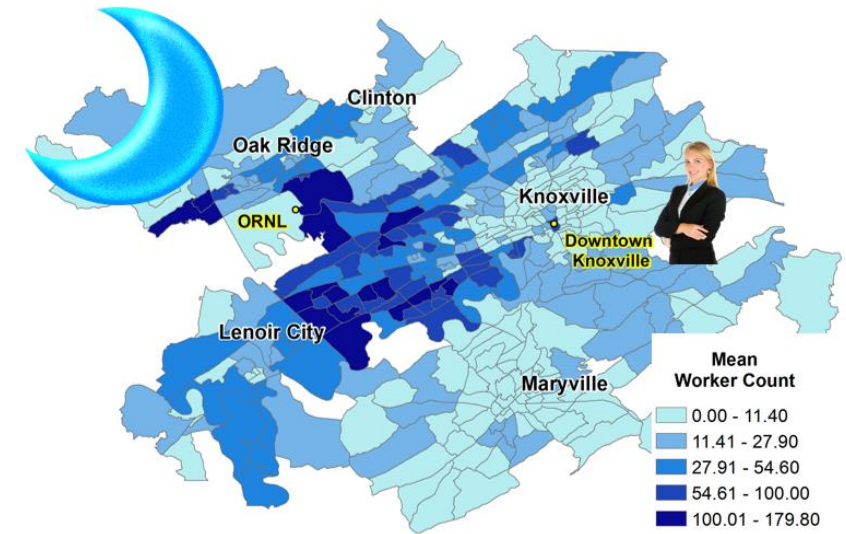 Clinton
Oak Ridge
ORNL
Knoxville
Downtown
Knoxville
Lenoir City
Maryville
Mean
Worker Count
0.00 - 11.40
11.41 - 27.90
27.91 - 54.60
54.61 - 100.00
100.01 - 179.80